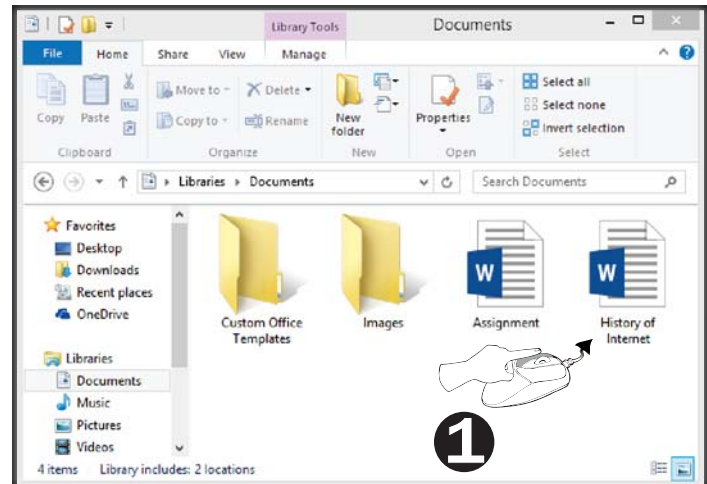 Library Tools
Documents
File
Home
Share
View
Manage
Copy
Paste
Move to
Copy to
Delete
Rename
New folder
Properties
Select all
Select none
Invert selection
Clipboard
Organize
New
Open
Select
Libraries
Documents
Search Documents
Favorites
Desktop
Downloads
Recent places
OneDrive
Libraries
Documents
Music
Pictures
Videos
Custom Office
Templates
Images
W
Assignment
W
History of
Internet
1
4 items Library includes: 2 locations